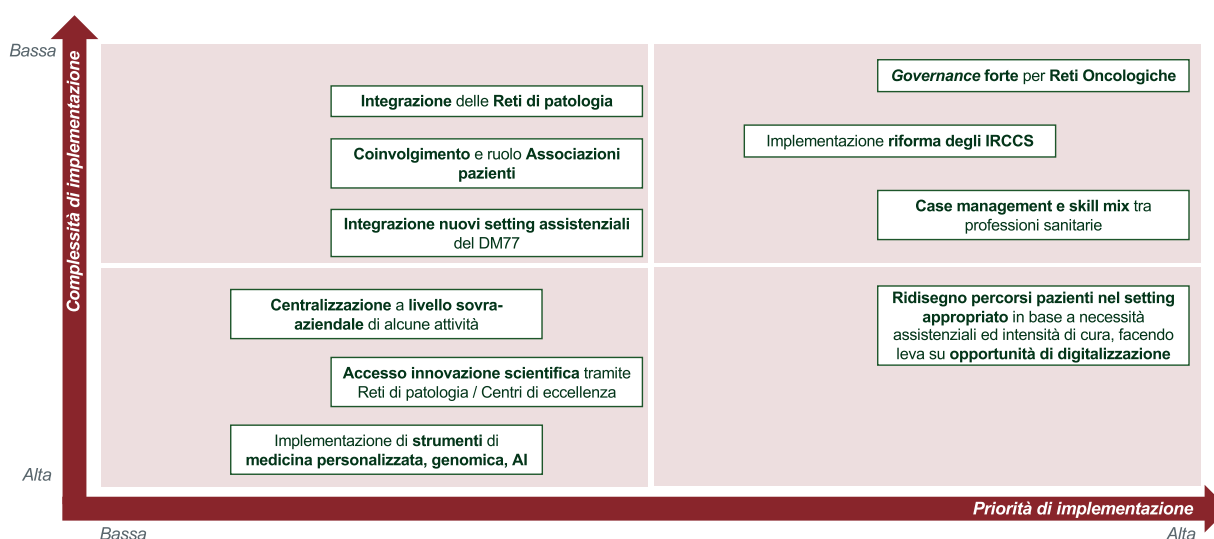 Bassa
Complessità di implementazione
Governance forte per Reti Oncologiche
Integrazione delle Reti di patologia
Implementazione riforma degli IRCCS
Coinvolgimento e ruolo Associazioni
pazienti
Case management e skill mix tra
professioni sanitarie
Integrazione nuovi setting assistenziali
del DM77
Centralizzazione a livello sovra-
aziendale di alcune attività
Ridisegno percorsi pazienti nel setting
appropriato in base a necessità
assistenziali ed intensità di cura, facendo
leva su opportunità di digitalizzazione
Accesso innovazione scientifica tramite
Reti di patologia / Centri di eccellenza
Implementazione di strumenti di
medicina personalizzata, genomica, AI
Alta
Priorità di implementazione
Bassa
Alta